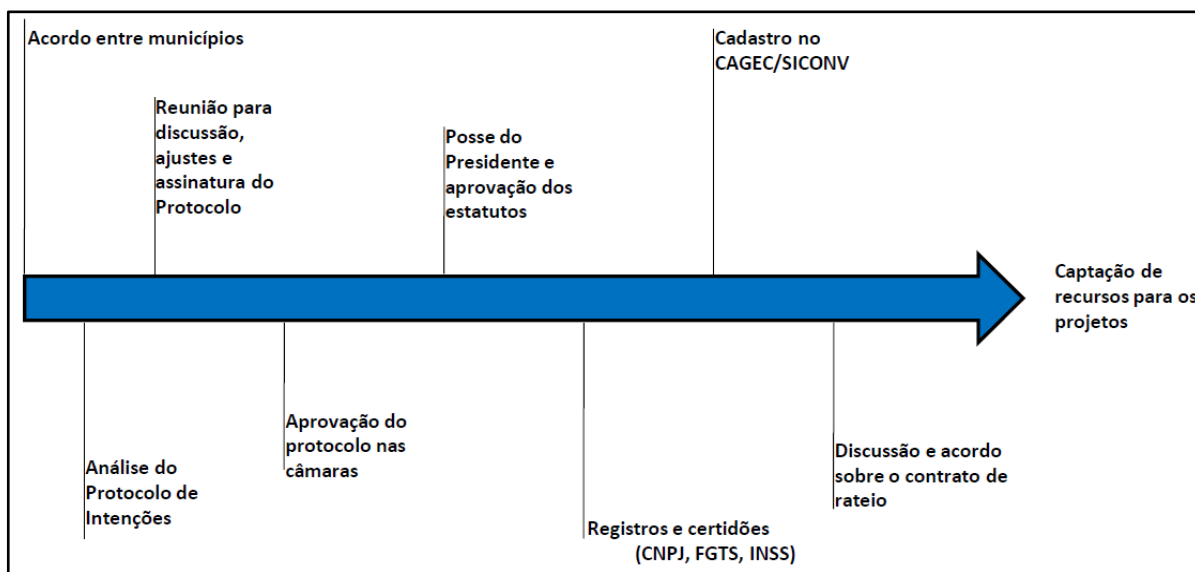 Acordo entre municípios
Cadastro no
CAGEC/SICONV
Reunião para
discussão,
ajustes e
assinatura do
Protocolo
Posse do
Presidente e
aprovação dos
estatutos
Captação de
recursos para os
projetos
Análise do
Protocolo de
Intenções
Aprovação do
protocolo nas
câmaras
Registros e certidões
(CNPJ, FGTS, INSS)
Discussão e acordo
sobre o contrato de
rateio